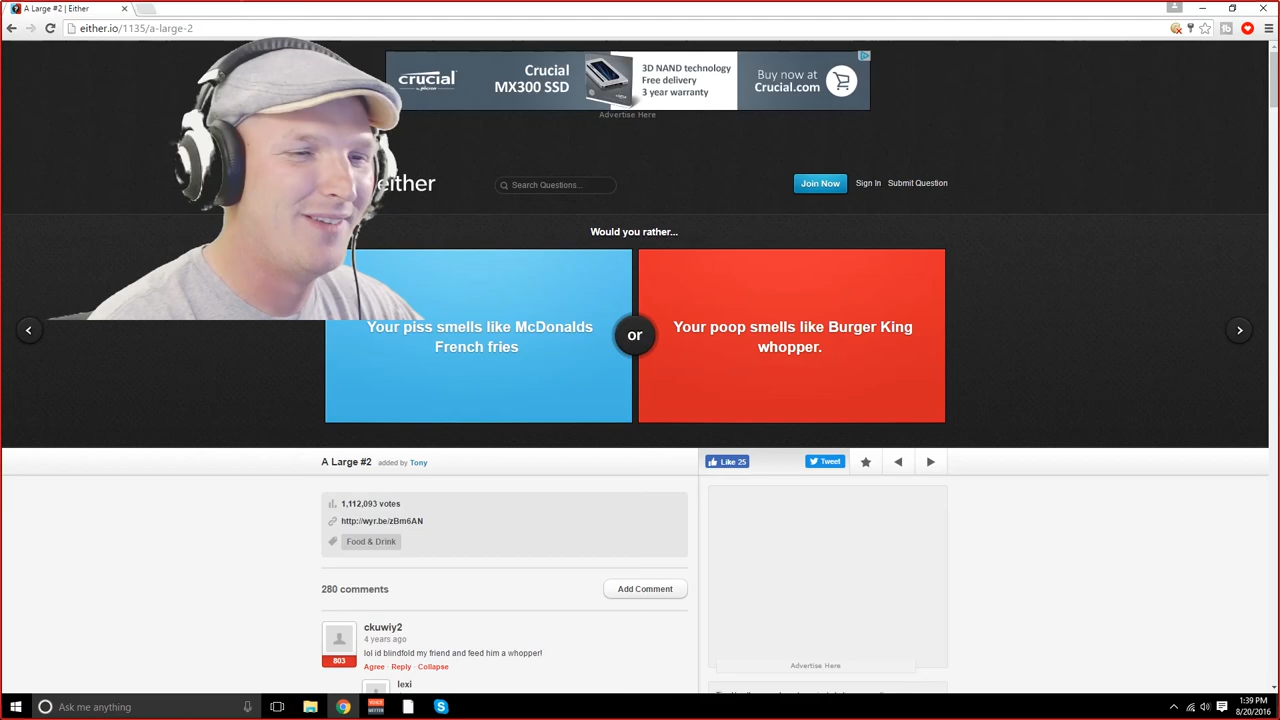 A Large #2 | Either
either.io/1135/a-large-2
crucial
by micron
Crucial
MX300 SSD
3D NAND technology
Free delivery
3 year warranty
Buy now at
Crucial.com
Advertise Here
either
Search Questions...
Join Now
Sign In
Submit Question
Would you rather...
Your piss smells like McDonalds
French fries
or
Your poop smells like Burger King
whopper.
A Large #2 added by Tony
Like 25
Tweet
1,112,093 votes
http://wyr.be/zBm6AN
Food & Drink
280 comments
Add Comment
ckuwiy2
4 years ago
lol id blindfold my friend and feed him a whopper!
803
Agree · Reply · Collapse
lexi
Advertise Here
Ask me anything
1:39 PM
8/20/2016